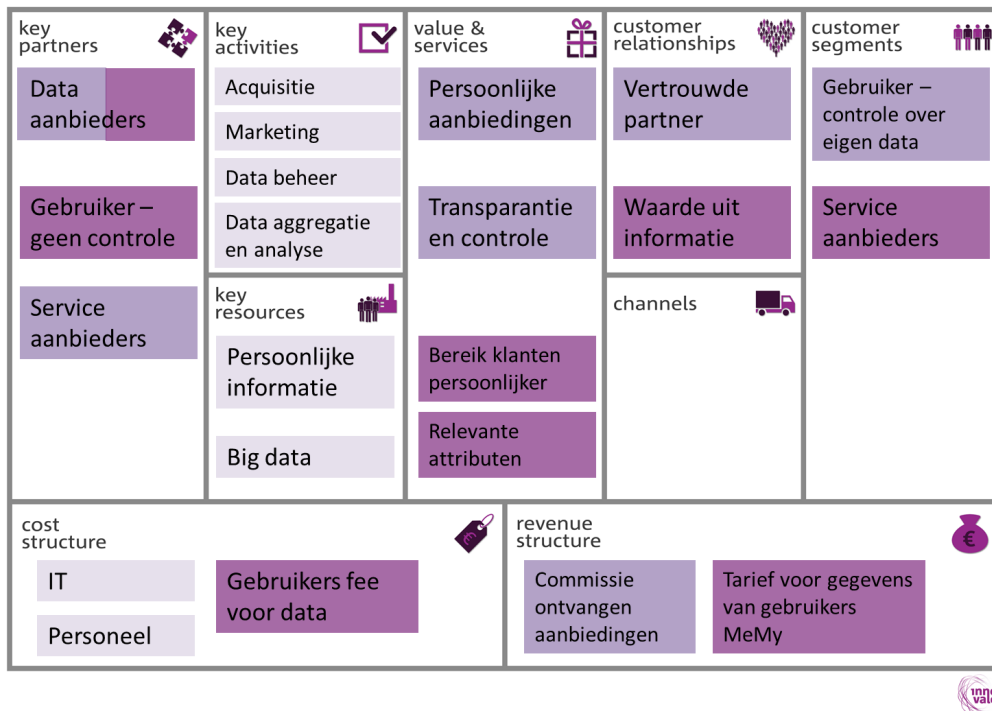 key
partners
Data
aanbieders
Gebruiker –
geen controle
Service
aanbieders
key
activities
Acquisitie
Marketing
Data beheer
Data aggregatie
en analyse
key
resources
Persoonlijke
informatie
Big data
value &
services
Persoonlijke
aanbiedingen
Transparantie
en controle
Bereik klanten
persoonlijker
Relevante
attributen
customer
relationships
Vertrouwde
partner
Waarde uit
informatie
channels
customer
segments
Gebruiker –
controle over
eigen data
Service
aanbieders
cost
structure
IT
Personeel
Gebruikers fee
voor data
revenue
structure
€
Commissie
ontvangen
aanbiedingen
Tarief voor gegevens
van gebruikers
MeMy